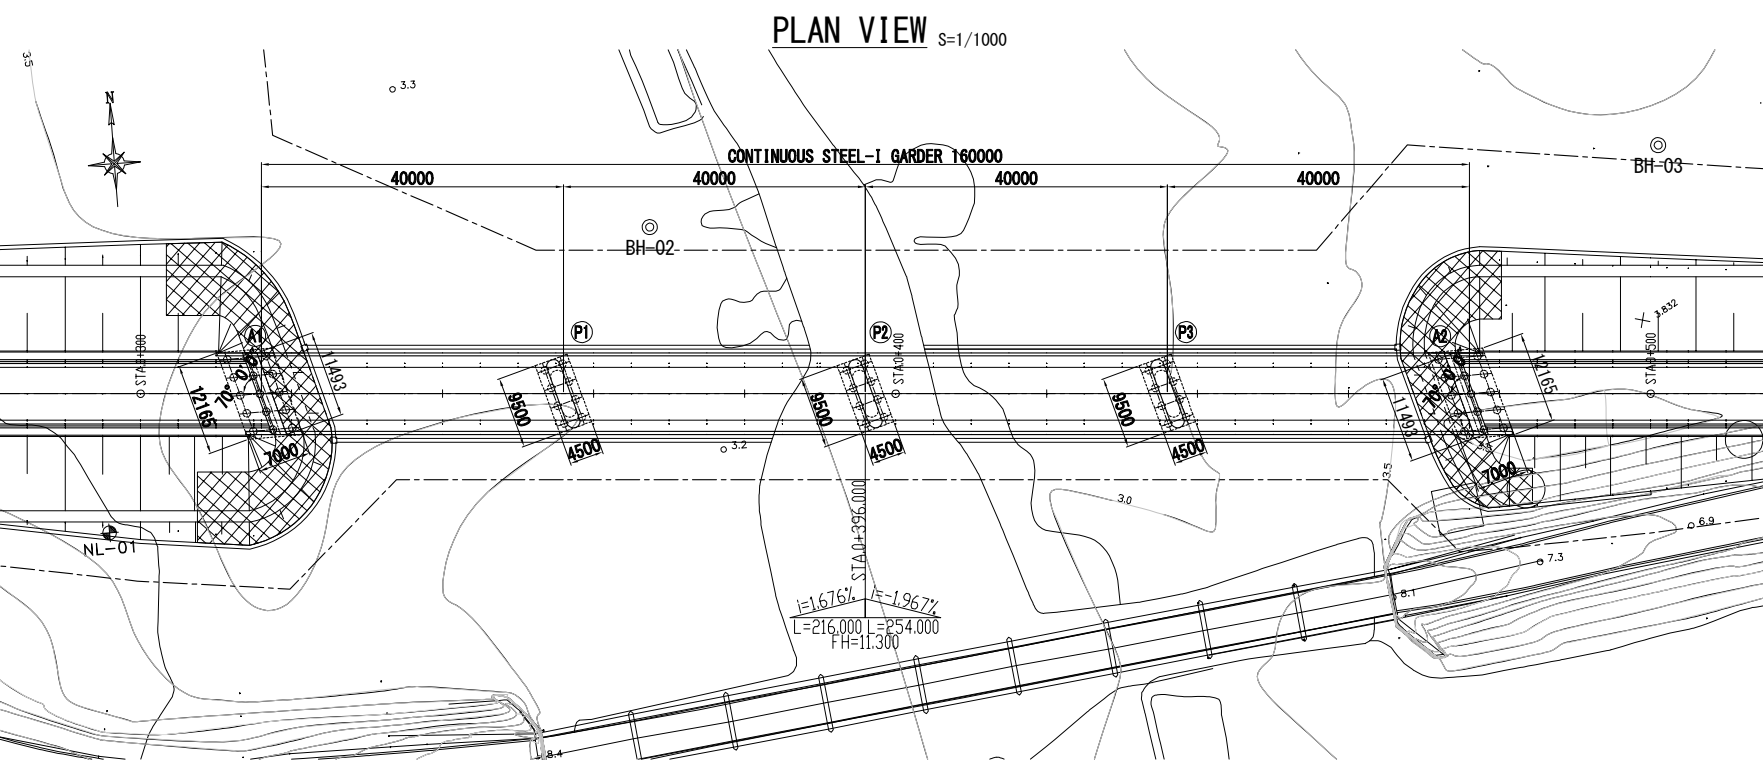 PLAN VIEW S=1/1000
3.5
3.3
N
CONTINUOUS STEEL-I GARDER 160000
40000 40000 40000 40000
BH-03
BH-02
3.832
A1 P1 P2 P3 A2
STA.0+300 STA.0+400 STA.0+500
11493 12165
70° 70°
12165 9500 9500 9500 11493
7000 4500 4500 4500 7000
3.2
3.5
3.0
STA.0+396.000
NL-01
6.9
7.3
8.1
i=1.676% i=-1.967%
L=216.000 L=254.000
FH=11.300
8.4